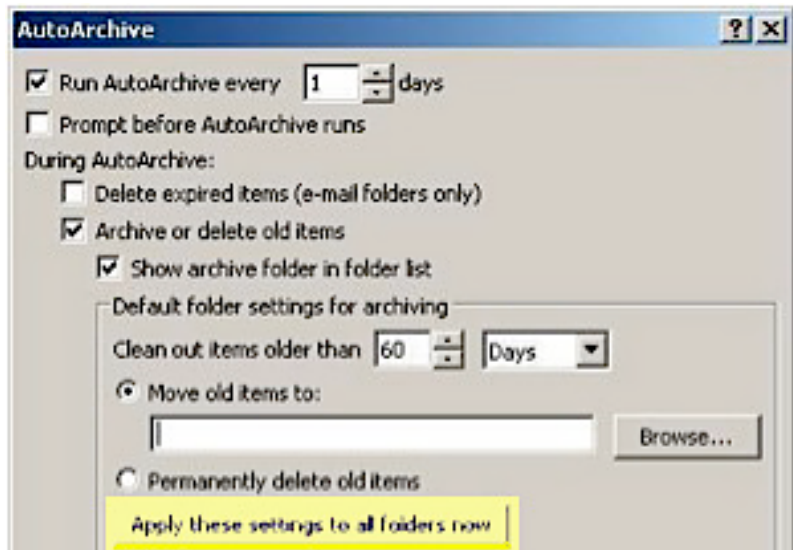 AutoArchive
Run AutoArchive every 1 days
Prompt before AutoArchive runs
During AutoArchive:
Delete expired items (e-mail folders only)
Archive or delete old items
Show archive folder in folder list
Default folder settings for archiving
Clean out items older than 60 Days
Move old items to:
Browse...
Permanently delete old items
Apply these settings to all folders now